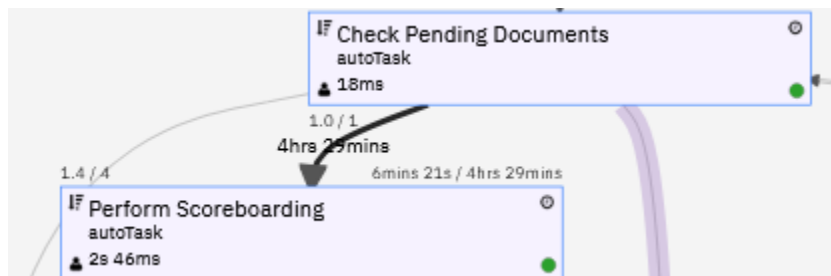 Check Pending Documents
autoTask
18ms
1.0 / 1
4hrs 29mins
1.4 / 4
6mins 21s / 4hrs 29mins
Perform Scoreboarding
autoTask
2s 46ms